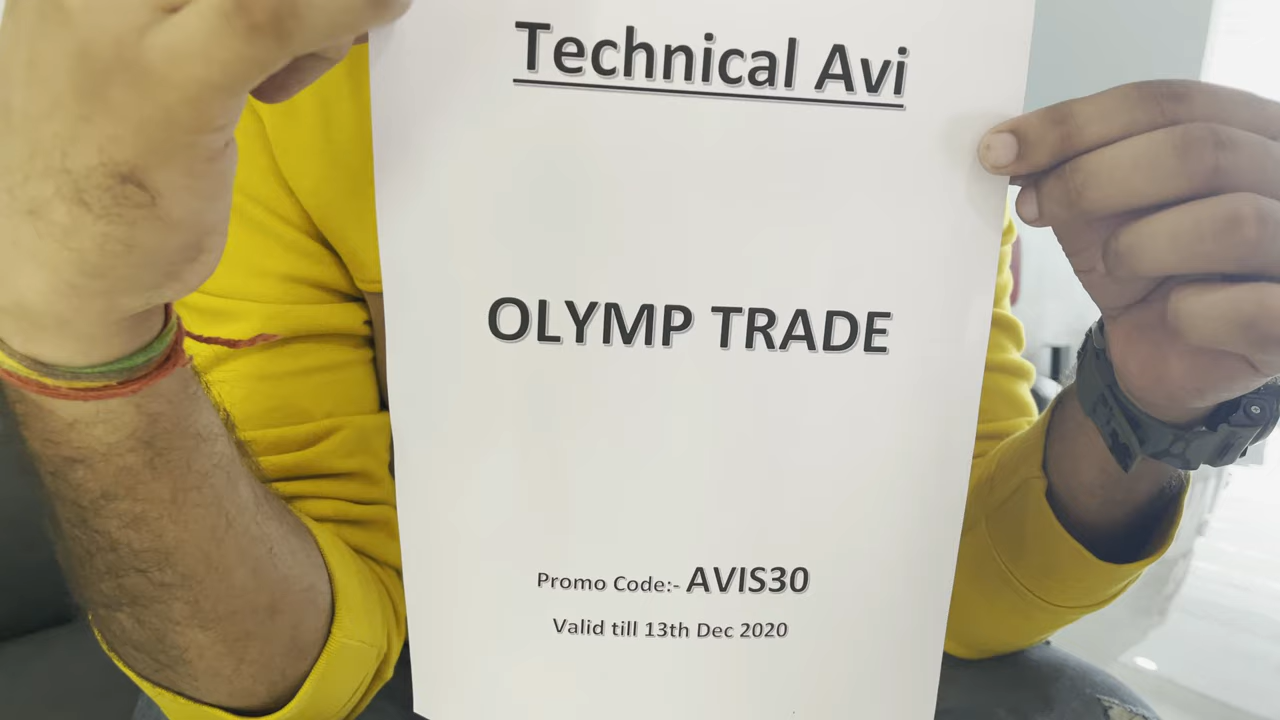 Technical Avi
OLYMP TRADE
Promo Code:- AVIS30
Valid till 13th Dec 2020